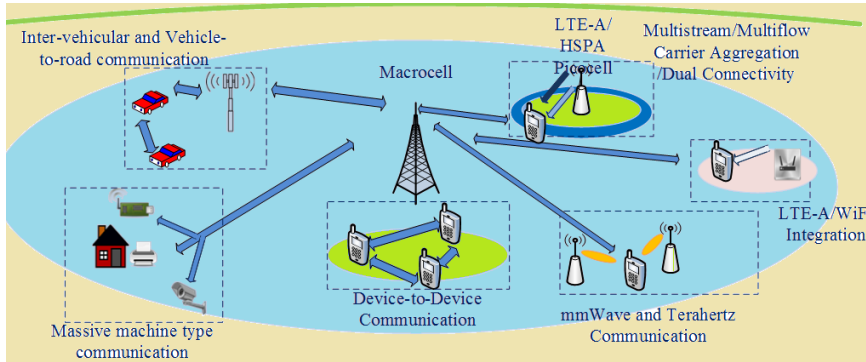 Inter-vehicular and Vehicle-
to-road communication
Macrocell
LTE-A/
HSPA
Picocell
Multistream/Multiflow
Carrier Aggregation
/Dual Connectivity
LTE-A/WiF
Integration
Device-to-Device
Communication
mmWave and Terahertz
Communication
Massive machine type
communication